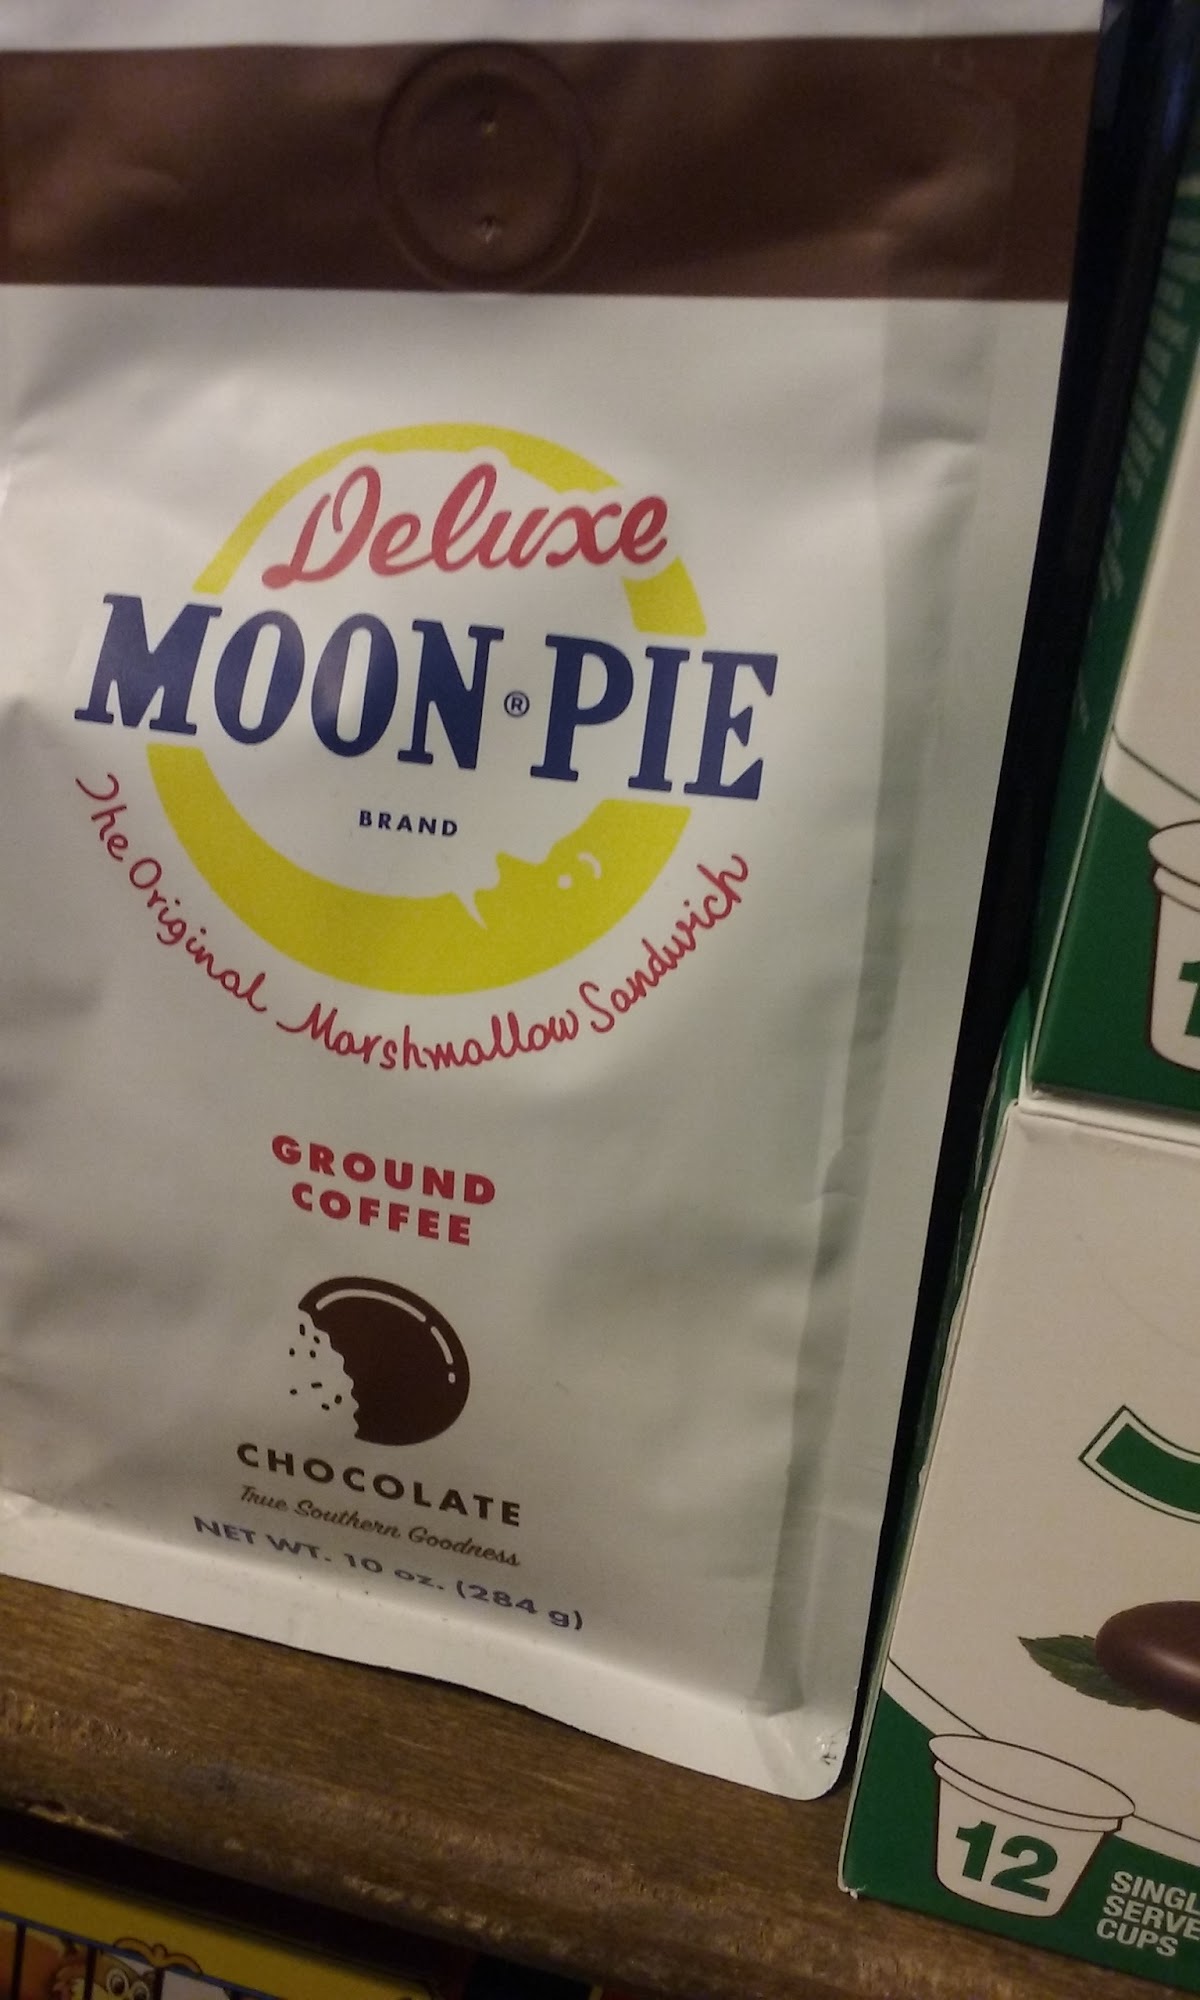 Deluxe
MOON PIE
®
BRAND
The Original Marshmallow Sandwich
GROUND
COFFEE
CHOCOLATE
True Southern Goodness
NET WT. 10 oz. (284 g)
12
SERVE
CUPS